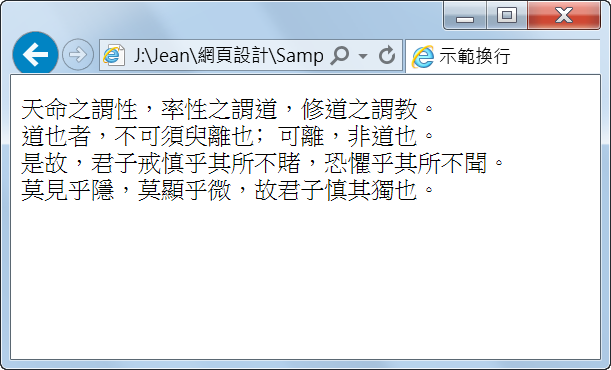 J:\Jean\網頁設計\Samp
示範換行
天命之謂性，率性之謂道，修道之謂教。
道也者，不可須臾離也；可離，非道也。
是故，君子戒慎乎其所不賭，恐懼乎其所不聞。
莫見乎隱，莫顯乎微，故君子慎其獨也。